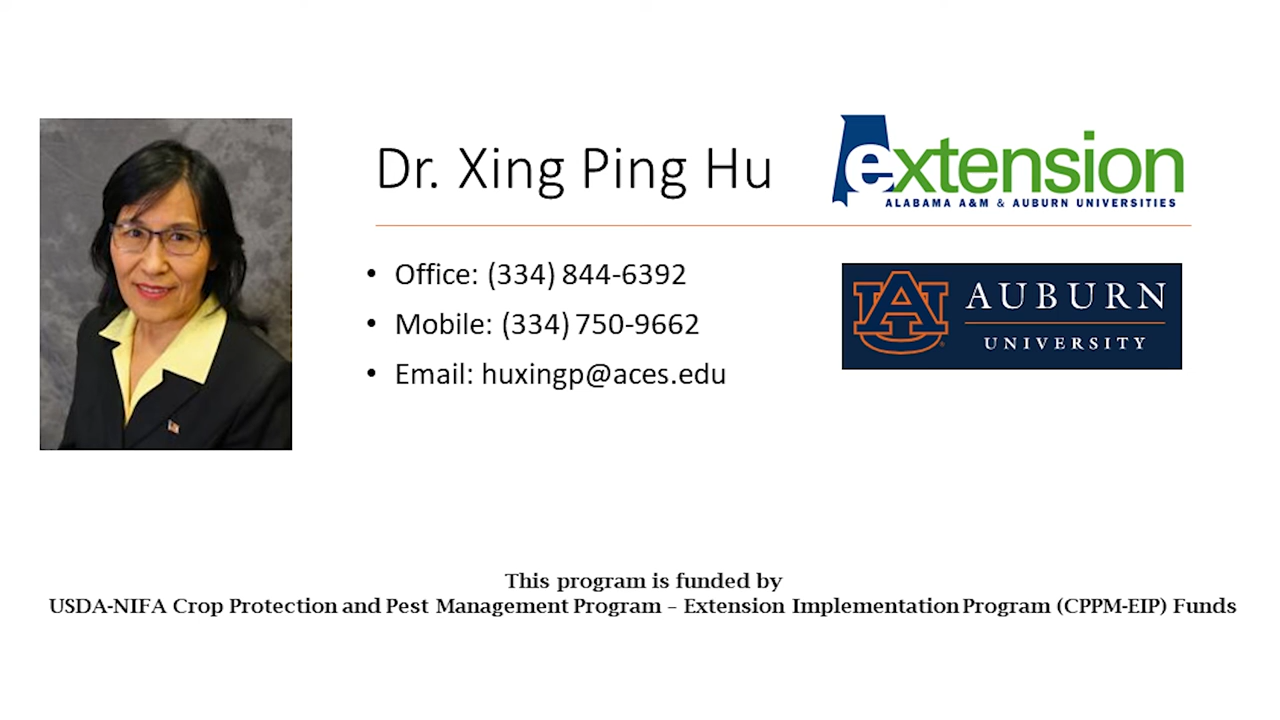 Dr. Xing Ping Hu
extension
ALABAMA A&M & AUBURN UNIVERSITIES
• Office: (334) 844-6392
• Mobile: (334) 750-9662
• Email: huxingp@aces.edu
AU AUBURN
UNIVERSITY
This program is funded by
USDA-NIFA Crop Protection and Pest Management Program – Extension Implementation Program (CPPM-EIP) Funds